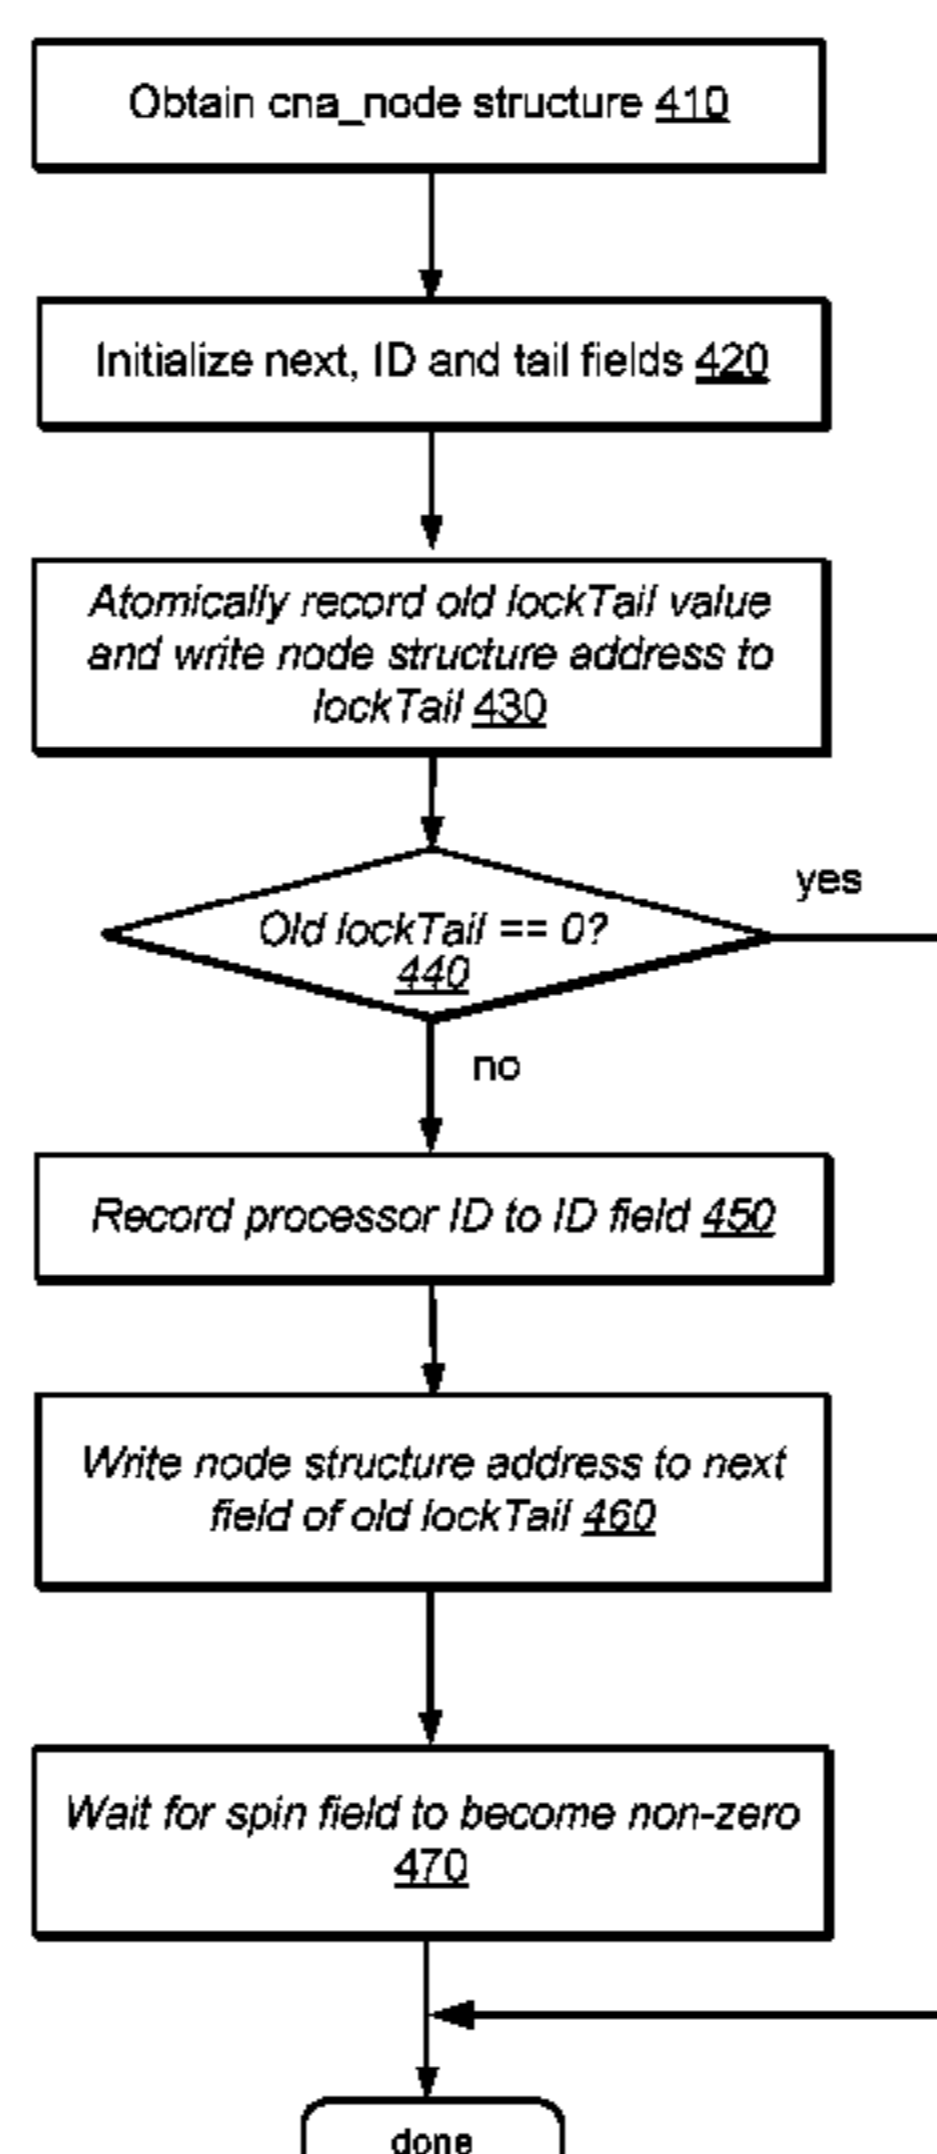 Obtain cna_node structure 410
Initialize next, ID and tail fields 420
Atomically record old lockTail value
and write node structure address to
lockTail 430
yes
Old lockTail == 0?
440
no
Record processor ID to ID field 450
Write node structure address to next
field of old lockTail 460
Wait for spin field to become non-zero
470
done